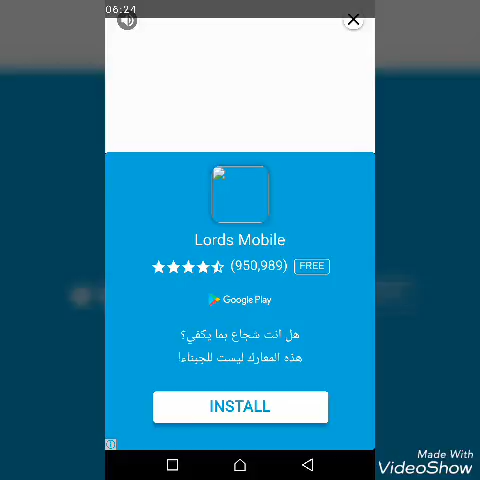 06:24
Lords Mobile
(950,989) FREE
Google Play
هل انت شجاع بما يكفي؟
هذه المعارك ليست للجبناء!
INSTALL
Made With
VideoShow